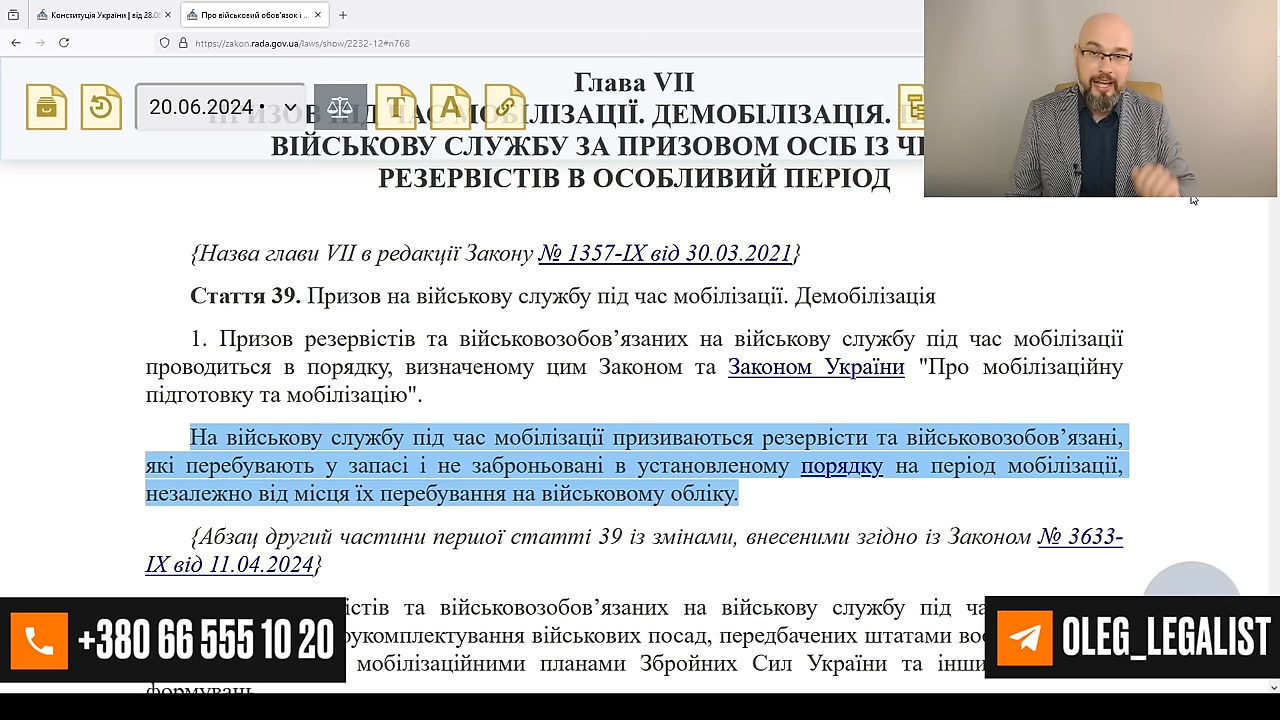 Конституція України | від 28.0
Про військовий обов'язок і ...
https://zakon.rada.gov.ua/laws/show/2232-12#n768
20.06.2024 •
Глава VII
МОБІЛІЗАЦІЇ. ДЕМОБІЛІЗАЦІЯ.
ВІЙСЬКОВУ СЛУЖБУ ЗА ПРИЗОВОМ ОСІБ ІЗ
РЕЗЕРВІСТІВ В ОСОБЛИВИЙ ПЕРІОД
{Назва глави VII в редакції Закону № 1357-IX від 30.03.2021}
Стаття 39. Призов на військову службу під час мобілізації. Демобілізація
1. Призов резервістів та військовозобов’язаних на військову службу під час мобілізації
проводиться в порядку, визначеному цим Законом та Законом України "Про мобілізаційну
підготовку та мобілізацію".
На військову службу під час мобілізації призиваються резервісти та військовозобов’язані,
які перебувають у запасі і не заброньовані в установленому порядку на період мобілізації,
незалежно від місця їх перебування на військовому обліку.
{Абзац другий частини першої статті 39 із змінами, внесеними згідно із Законом № 3633-
IX від 11.04.2024}
істів та військовозобов’язаних на військову службу під
оукомплектування військових посад, передбачених штатами
мобілізаційними планами Збройних Сил України та
формувань
+380 66 555 10 20
OLEG_LEGALIST